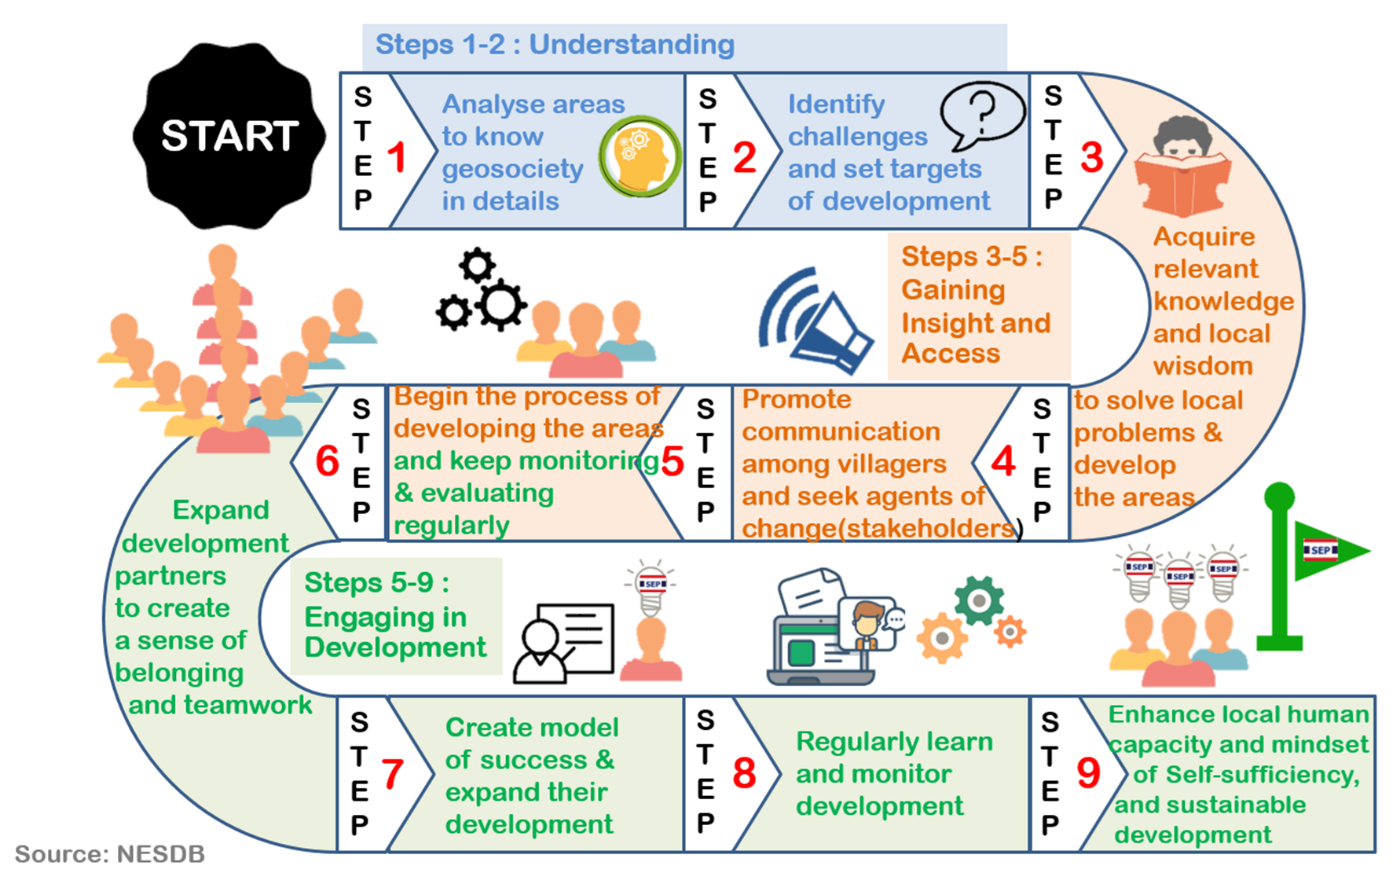 START
Steps 1-2 : Understanding
STEP
1
Analyse areas
to know
geosociety
in details
STEP
2
Identify
challenges
and set targets
of development
?
STEP
3
Acquire
relevant
knowledge
and local
wisdom
to solve local
problems &
develop
the areas
Steps 3-5 :
Gaining
Insight and
Access
STEP
4
Promote
communication
among villagers
and seek agents of
change(stakeholders)
STEP
5
Begin the process of
developing the areas
and keep monitoring
& evaluating
regularly
STEP
6
Expand
development
partners
to create
a sense of
belonging
and teamwork
Steps 5-9 :
Engaging in
Development
SEP
SEP
SEP
SEP
SEP
STEP
7
Create model
of success &
expand their
development
STEP
8
Regularly learn
and monitor
development
STEP
9
Enhance local human
capacity and mindset
of Self-sufficiency,
and sustainable
development
Source: NESDB